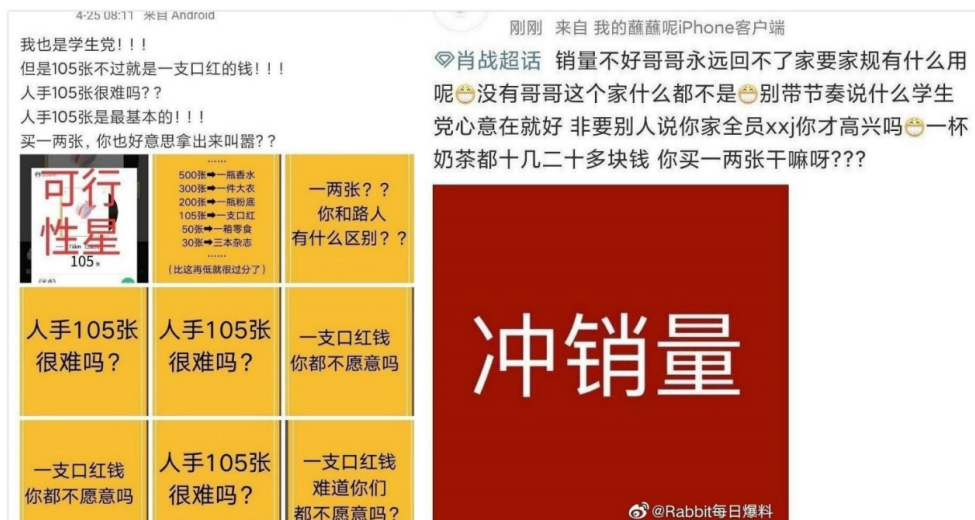 4-25 08:11 来自 Android
我也是学生党！！！
但是105张不过就是一支口红的钱！！！
人手105张很难吗？？
人手105张是最基本的！！！
买一两张，你也好意思拿出来叫嚣？？
可行
性星
105张
······
500张➡一瓶香水
300张➡一件大衣
200张➡一瓶粉底
105张➡一支口红
50张➡一箱零食
30张➡三本杂志
······
（比这再低就很过分了）
一两张？？
你和路人
有什么区别？？
人手105张
很难吗？
人手105张
很难吗？
一支口红钱
你都不愿意吗
一支口红钱
你都不愿意吗
人手105张
很难吗？
一支口红钱
难道你们
都不愿意吗？
刚刚 来自 我的蘸蘸呢iPhone客户端
肖战超话 销量不好哥哥永远回不了家要家规有什么用
呢😁没有哥哥这个家什么都不是😁别带节奏说什么学生
党心意在就好 非要别人说你家全员xxj你才高兴吗😁一杯
奶茶都十几二十多块钱 你买一两张干嘛呀???
冲销量
@Rabbit每日爆料